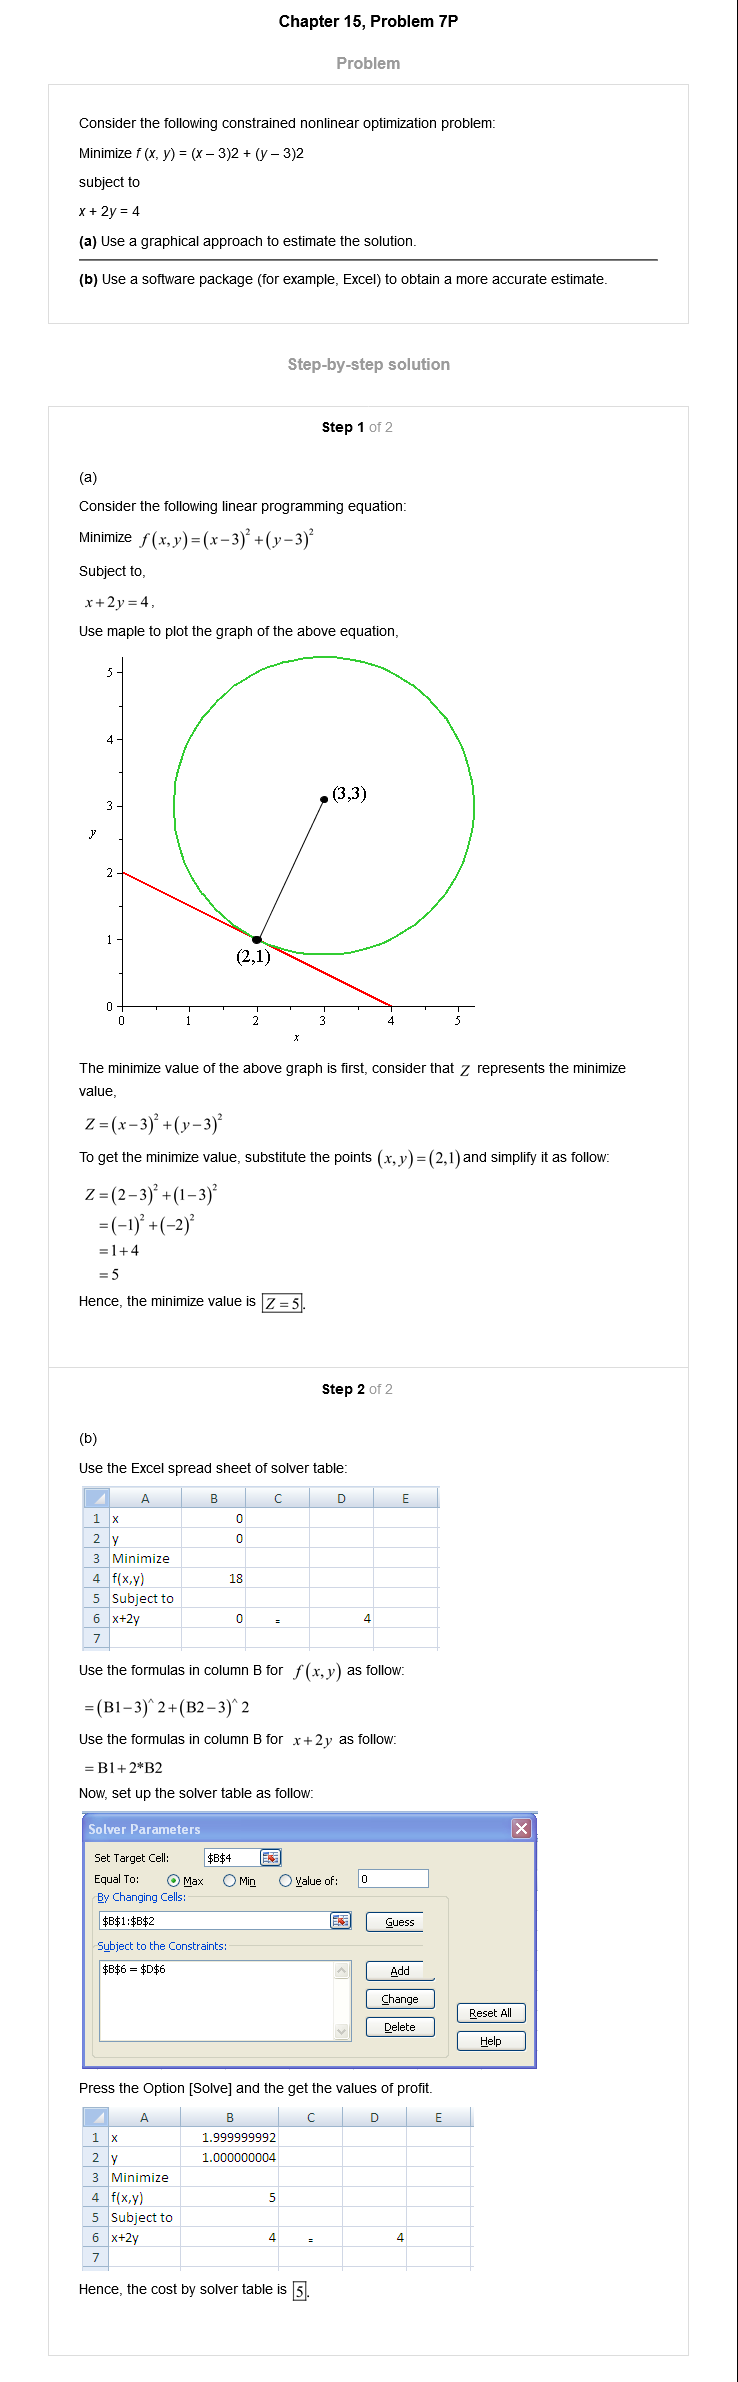 Chapter 15, Problem 7P
Problem
Consider the following constrained nonlinear optimization problem:
Minimize f (x, y) = (x – 3)2 + (y – 3)2
subject to
x + 2y = 4
(a) Use a graphical approach to estimate the solution.
(b) Use a software package (for example, Excel) to obtain a more accurate estimate.
Step-by-step solution
Step 1 of 2
(a)
Consider the following linear programming equation:
Minimize f(x,y)=(x−3)²+(y−3)²
Subject to,
x+2y=4,
Use maple to plot the graph of the above equation,
5
4
(3,3)
3
y
2
1
(2,1)
0
0 1 2 3 4 5
x
The minimize value of the above graph is first, consider that Z represents the minimize
value,
Z=(x−3)²+(y−3)²
To get the minimize value, substitute the points (x,y)=(2,1) and simplify it as follow:
Z=(2−3)²+(1−3)²
=(−1)²+(−2)²
=1+4
=5
Hence, the minimize value is Z=5.
Step 2 of 2
(b)
Use the Excel spread sheet of solver table:
A B C D E
1 x 0
2 y 0
3 Minimize
4 f(x,y) 18
5 Subject to
6 x+2y 0 = 4
7
Use the formulas in column B for f(x,y) as follow:
=(B1−3)^2+(B2−3)^2
Use the formulas in column B for x+2y as follow:
=B1+2*B2
Now, set up the solver table as follow:
Solver Parameters
Set Target Cell: $B$4
Equal To: Max Min Value of: 0
By Changing Cells:
$B$1:$B$2 Guess
Subject to the Constraints:
$B$6 = $D$6 Add
Change
Reset All
Delete
Help
Press the Option [Solve] and the get the values of profit.
A B C D E
1 x 1.999999992
2 y 1.000000004
3 Minimize
4 f(x,y) 5
5 Subject to
6 x+2y 4 = 4
7
Hence, the cost by solver table is 5.